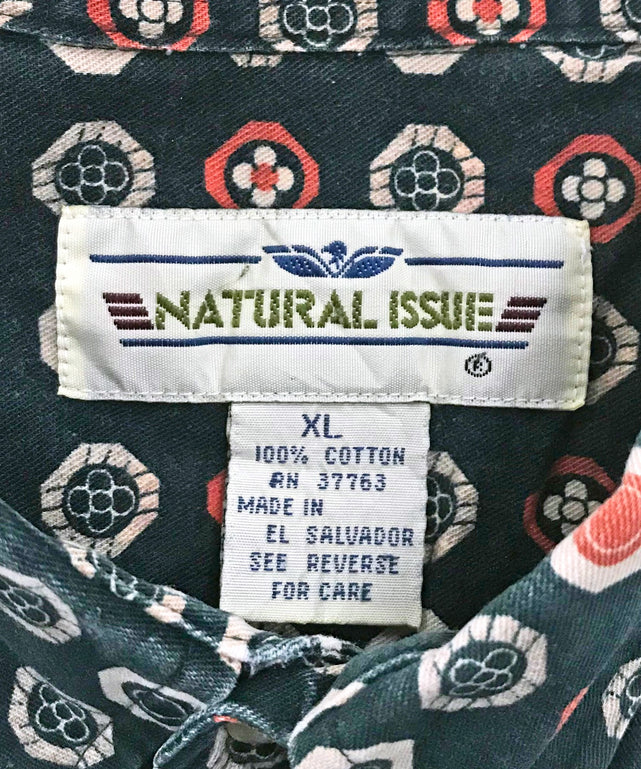 NATURAL ISSUE
®
XL
100% COTTON
RN 37763
MADE IN
EL SALVADOR
SEE REVERSE
FOR CARE